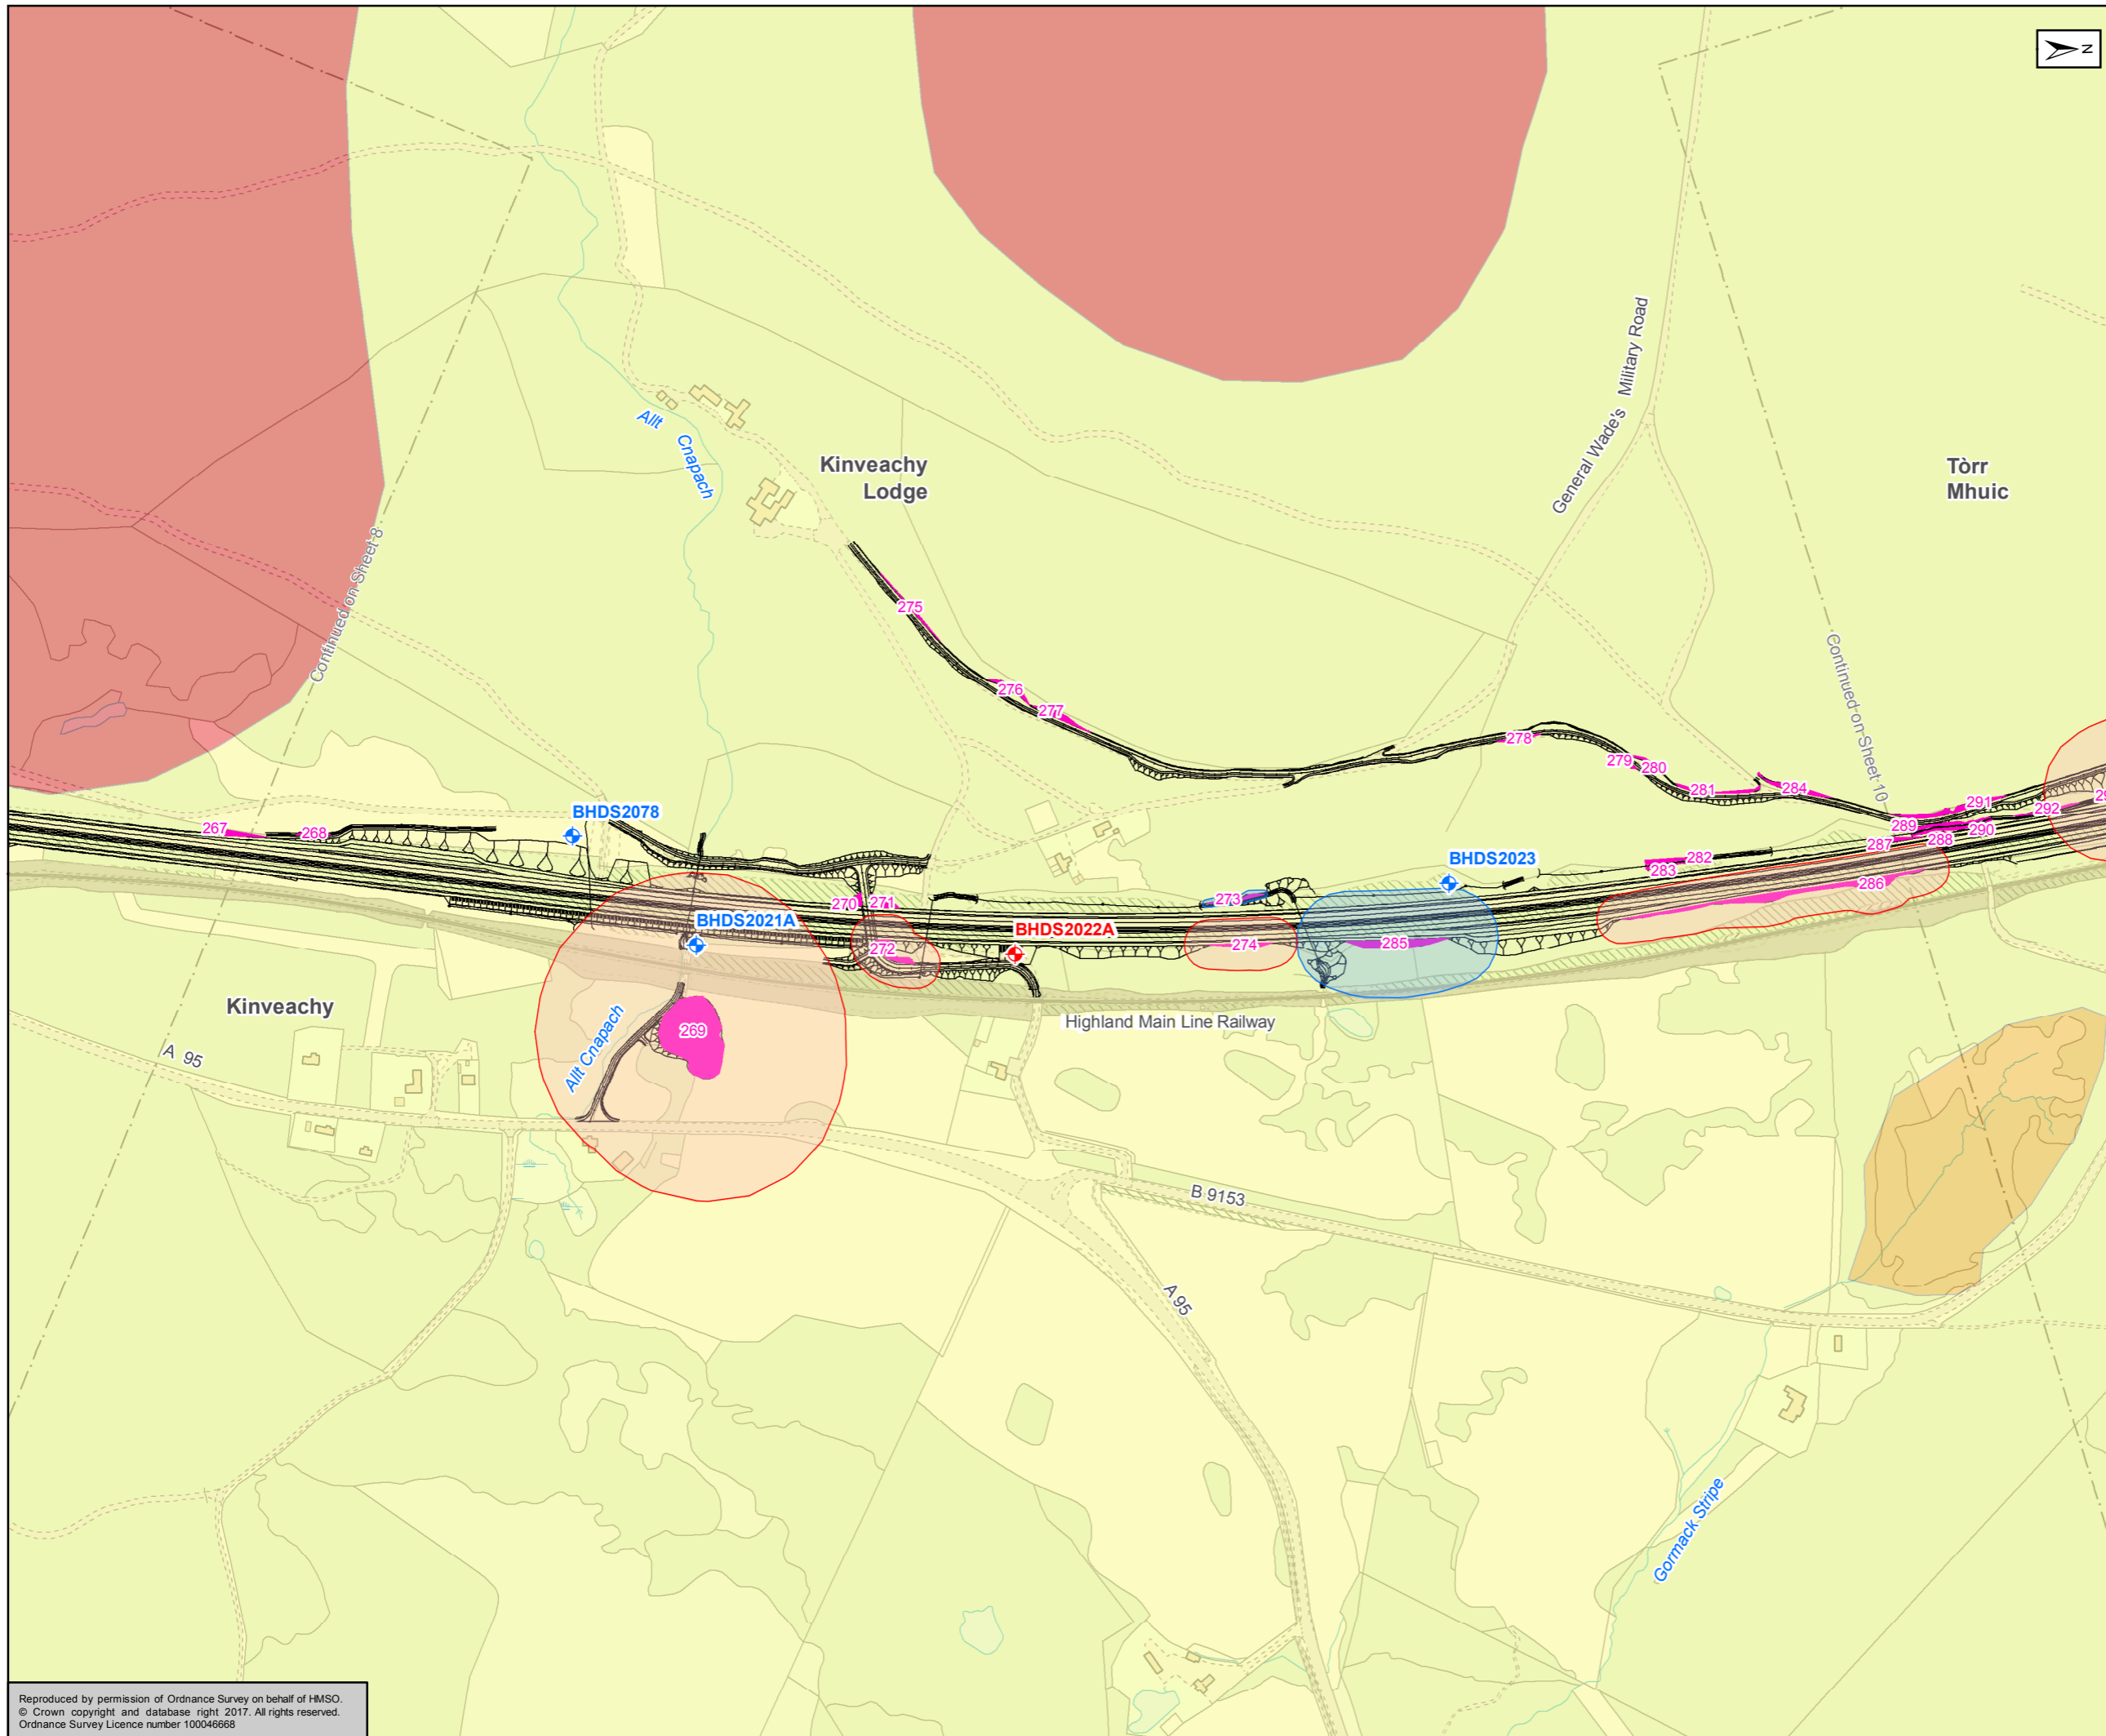 N
General Wade's Military Road
Allt
Cnapach
Kinveachy
Lodge
Tòrr
Mhuic
Continued on Sheet 8
Continued on Sheet 10
275
276
277
278
279
280
281
284
291
292
289
290
288
287
267
268
BHDS2078
282
283
BHDS2023
286
270
271
273
BHDS2021A
BHDS2022A
272
274
285
Kinveachy
269
Highland Main Line Railway
Allt Cnapach
A 95
B 9153
A 95
Gormack Stripe
Reproduced by permission of Ordnance Survey on behalf of HMSO.
© Crown copyright and database right 2017. All rights reserved.
Ordnance Survey Licence number 100046668